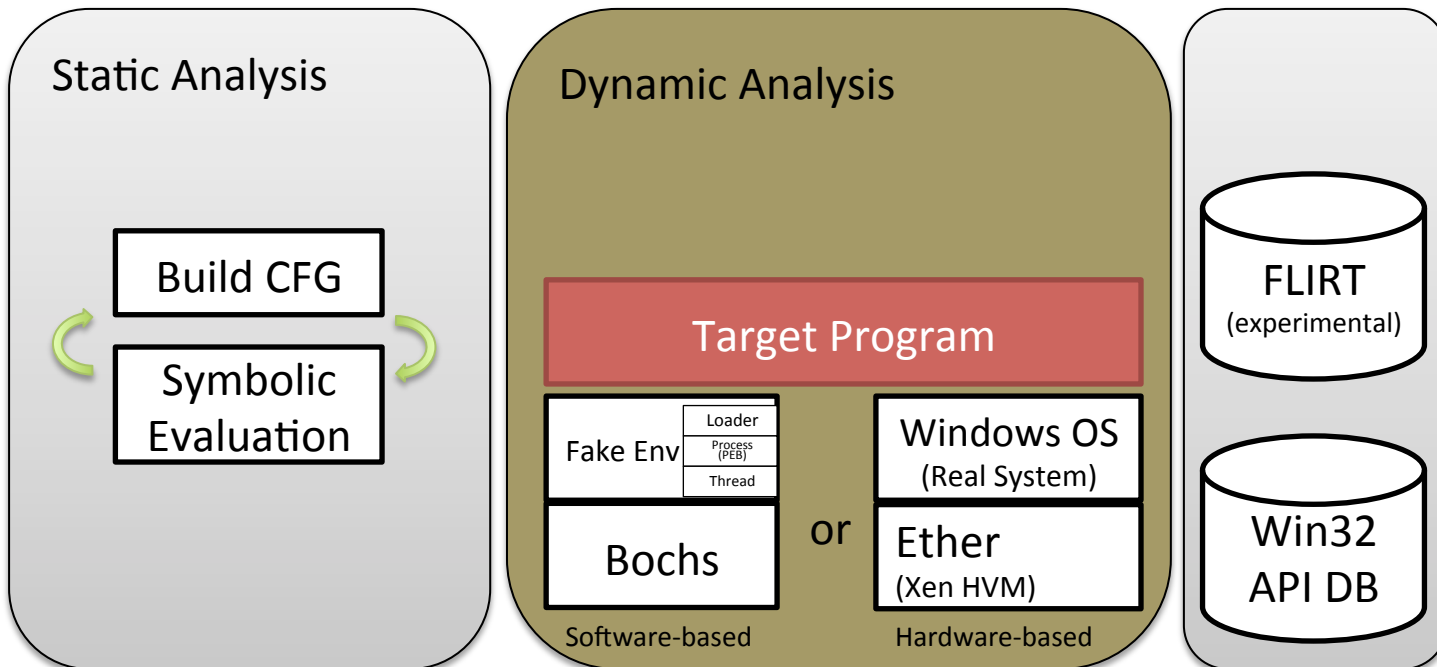 Static Analysis
Build CFG
Symbolic
Evaluation
Dynamic Analysis
Target Program
Fake Env
Loader
Process
(PEB)
Thread
Bochs
Software-based
or
Windows OS
(Real System)
Ether
(Xen HVM)
Hardware-based
FLIRT
(experimental)
Win32
API DB